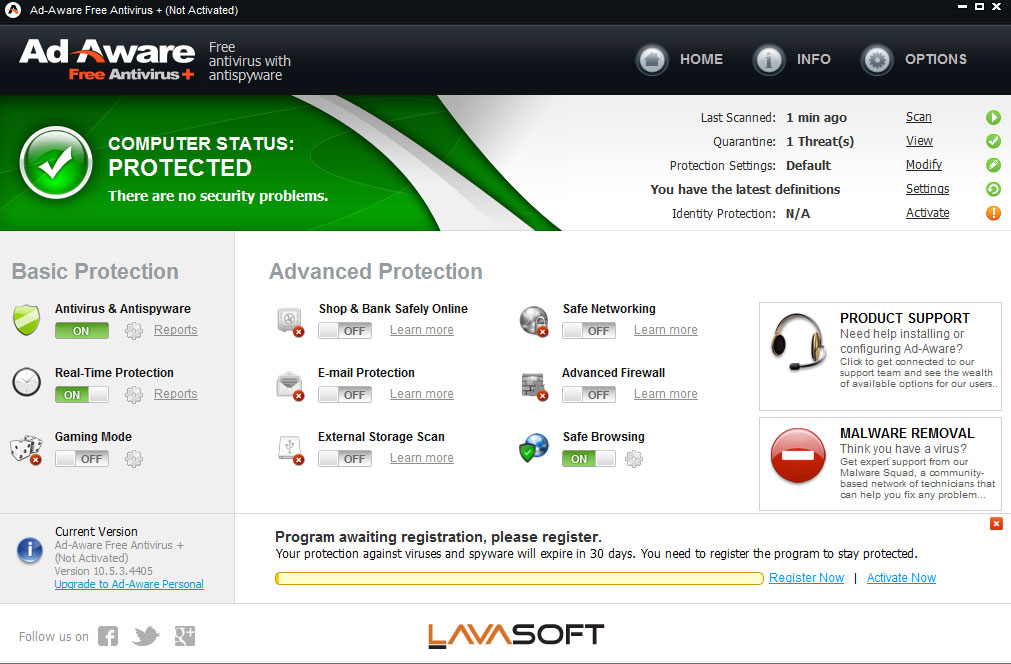 Ad-Aware Free Antivirus + (Not Activated)
Ad-Aware
Free Antivirus+
Free
antivirus with
antispyware
HOME
INFO
OPTIONS
COMPUTER STATUS:
PROTECTED
There are no security problems.
Last Scanned: 1 min ago Scan
Quarantine: 1 Threat(s) View
Protection Settings: Default Modify
You have the latest definitions Settings
Identity Protection: N/A Activate
Basic Protection
Antivirus & Antispyware
ON Reports
Real-Time Protection
ON Reports
Gaming Mode
OFF
Advanced Protection
Shop & Bank Safely Online
OFF Learn more
E-mail Protection
OFF Learn more
External Storage Scan
OFF Learn more
Safe Networking
OFF Learn more
Advanced Firewall
OFF Learn more
Safe Browsing
ON
PRODUCT SUPPORT
Need help installing or
configuring Ad-Aware?
Click to get connected to our
support team and see the wealth
of available options for our users..
MALWARE REMOVAL
Think you have a virus?
Get expert support from our
Malware Squad, a community-
based network of technicians that
can help you fix any problem...
Current Version
Ad-Aware Free Antivirus +
(Not Activated)
Version 10.5.3.4405
Upgrade to Ad-Aware Personal
Program awaiting registration, please register.
Your protection against viruses and spyware will expire in 30 days. You need to register the program to stay protected.
Register Now | Activate Now
Follow us on
LAVASOFT